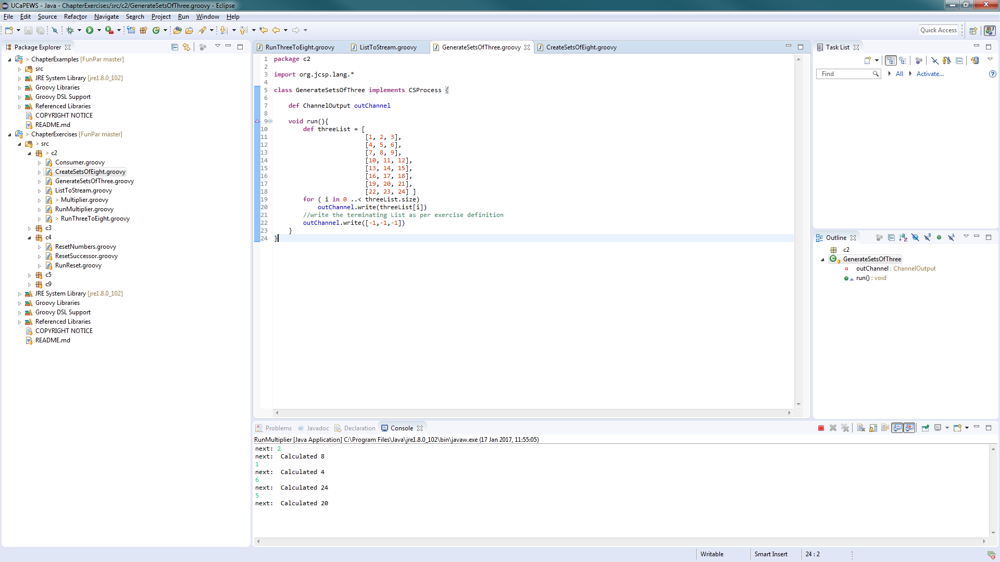 UCaPEWS - Java - ChapterExercises/src/c2/GenerateSetsOfThree.groovy - Eclipse
File Edit Source Refactor Navigate Search Project Run Window Help
Quick Access
Package Explorer
> ChapterExamples [FunPar master]
src
JRE System Library [jre1.8.0_102]
Groovy Libraries
Groovy DSL Support
Referenced Libraries
COPYRIGHT NOTICE
README.md
> ChapterExercises [FunPar master]
> src
> c2
Consumer.groovy
CreateSetsOfEight.groovy
GenerateSetsOfThree.groovy
ListToStream.groovy
> Multiplier.groovy
RunMultiplier.groovy
> RunThreeToEight.groovy
c3
c4
ResetNumbers.groovy
ResetSuccessor.groovy
RunReset.groovy
c5
c9
JRE System Library [jre1.8.0_102]
Groovy Libraries
Groovy DSL Support
Referenced Libraries
COPYRIGHT NOTICE
README.md
RunThreeToEight.groovy ListToStream.groovy GenerateSetsOfThree.groovy CreateSetsOfEight.groovy
1 package c2
2
3 import org.jcsp.lang.*
4
5 class GenerateSetsOfThree implements CSProcess {
6
7 def ChannelOutput outChannel
8
9 void run(){
10 def threeList = [
11 [1, 2, 3],
12 [4, 5, 6],
13 [7, 8, 9],
14 [10, 11, 12],
15 [13, 14, 15],
16 [16, 17, 18],
17 [19, 20, 21],
18 [22, 23, 24] ]
19 for ( i in 0 ..< threeList.size)
20 outChannel.write(threeList[i])
21 //write the terminating List as per exercise definition
22 outChannel.write([-1,-1,-1])
23 }
24 }
Task List
Find All Activate...
Outline
c2
GenerateSetsOfThree
outChannel : ChannelOutput
run() : void
Problems @ Javadoc Declaration Console
RunMultiplier [Java Application] C:\Program Files\Java\jre1.8.0_102\bin\javaw.exe (17 Jan 2017, 11:55:05)
next: 2
next: Calculated 8
1
next: Calculated 4
6
next: Calculated 24
5
next: Calculated 20
Writable Smart Insert 24 : 2